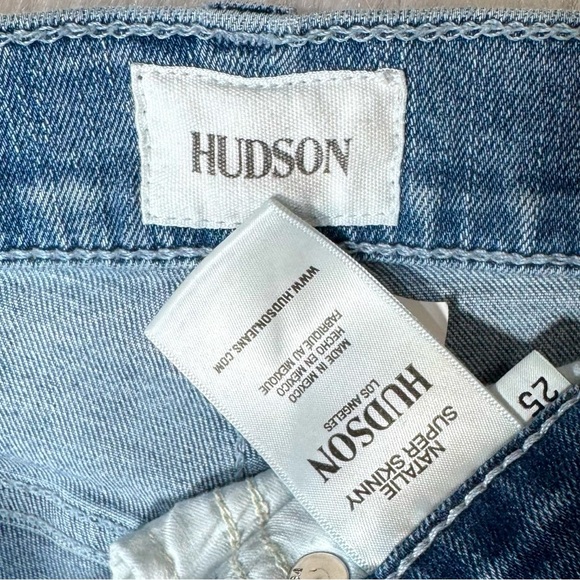 HUDSON
NATALIE
SUPER SKINNY
HUDSON
LOS ANGELES
MADE IN MEXICO
HECHO EN MEXICO
FABRIQUE AU MEXIQUE
WWW.HUDSONJEANS.COM
25